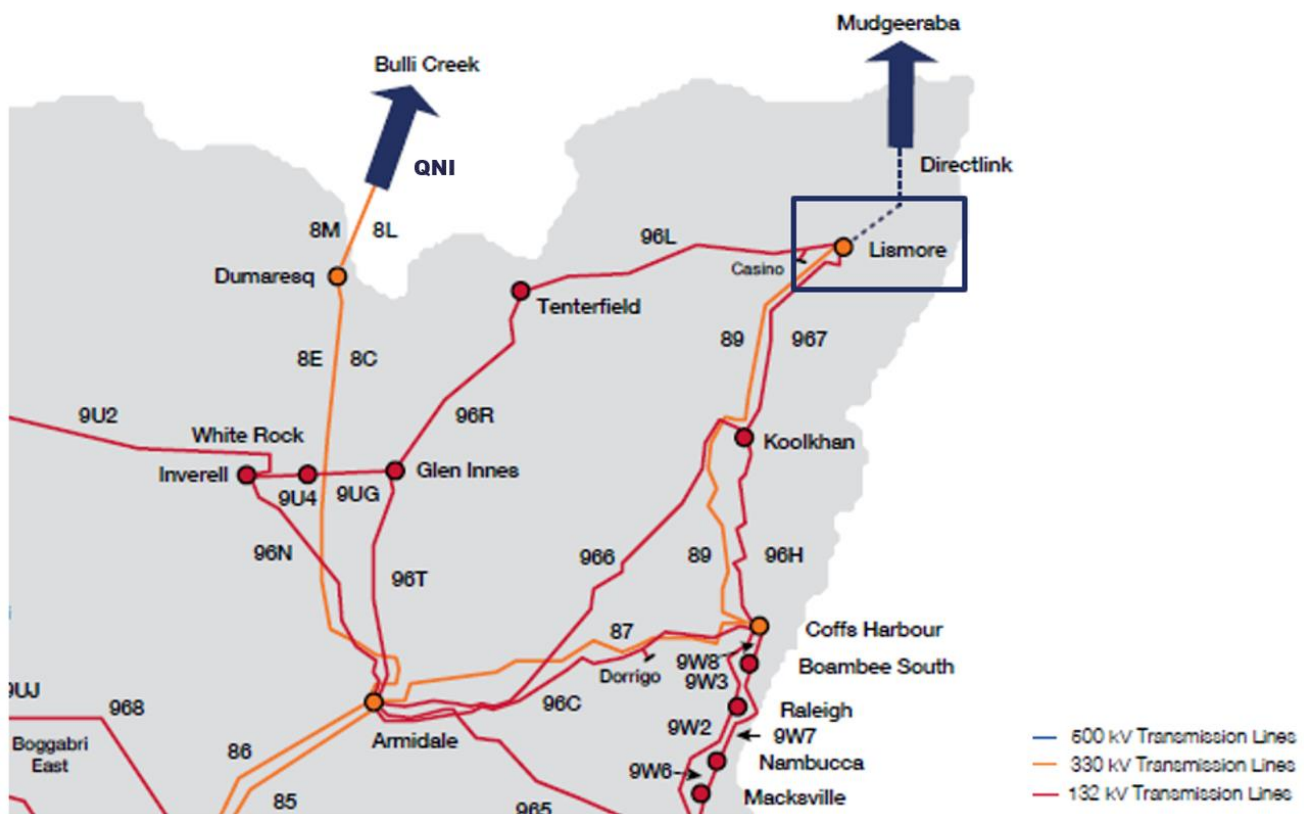 Mudgeeraba
Bulli Creek
QNI
Directlink
8M
8L
96L
Lismore
Casino
Dumaresq
Tenterfield
8E
8C
89
967
9U2
96R
White Rock
Koolkhan
Inverell
Glen Innes
9U4
9UG
96N
966
89
96H
96T
87
Coffs Harbour
9W8
Boambee South
Dorrigo
9W3
9UJ
968
96C
Raleigh
9W2
9W7
Armidale
Boggabri
East
86
Nambucca
9W6
Macksville
85
965
500 kV Transmission Lines
330 kV Transmission Lines
132 kV Transmission Lines